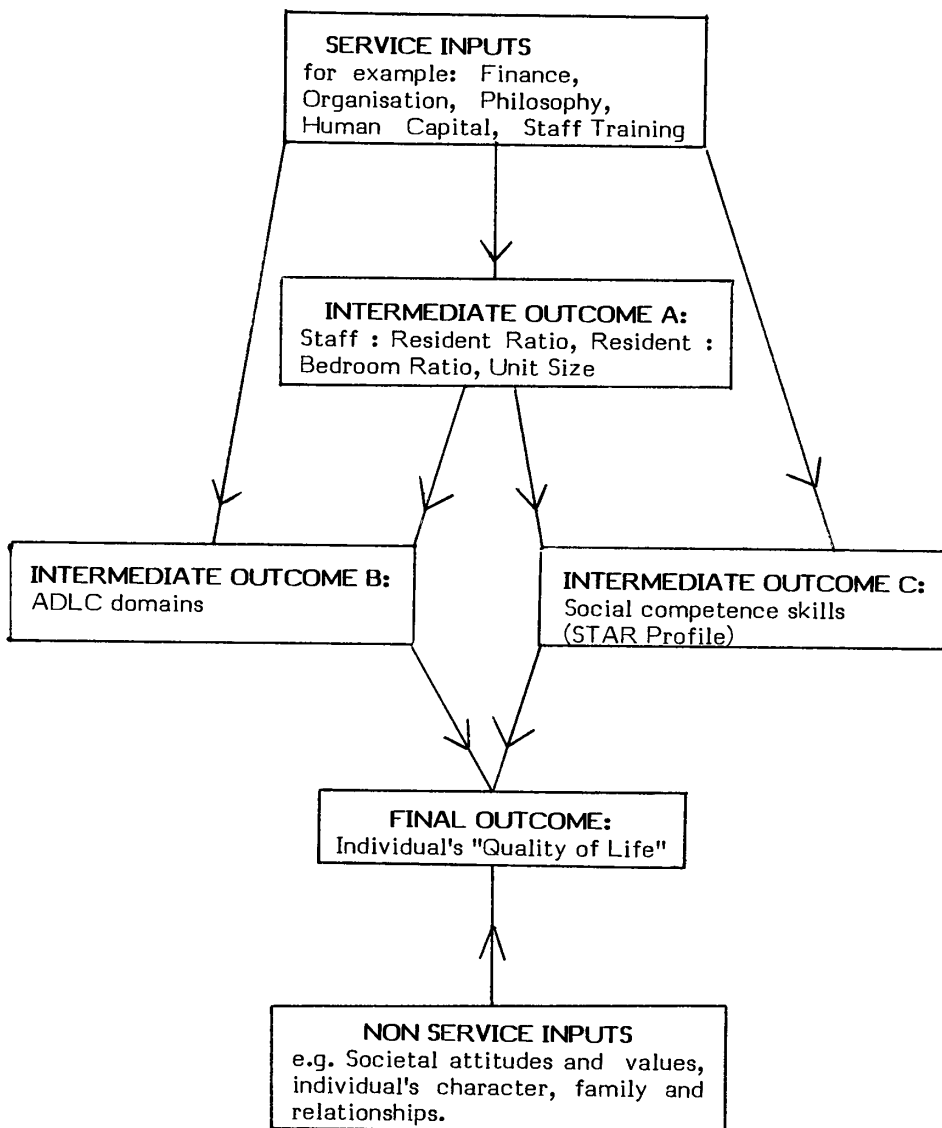 SERVICE INPUTS
for example: Finance,
Organisation, Philosophy,
Human Capital, Staff Training
INTERMEDIATE OUTCOME A:
Staff : Resident Ratio, Resident :
Bedroom Ratio, Unit Size
INTERMEDIATE OUTCOME B:
ADLC domains
INTERMEDIATE OUTCOME C:
Social competence skills
(STAR Profile)
FINAL OUTCOME:
Individual's "Quality of Life"
NON SERVICE INPUTS
e.g. Societal attitudes and values,
individual's character, family and
relationships.